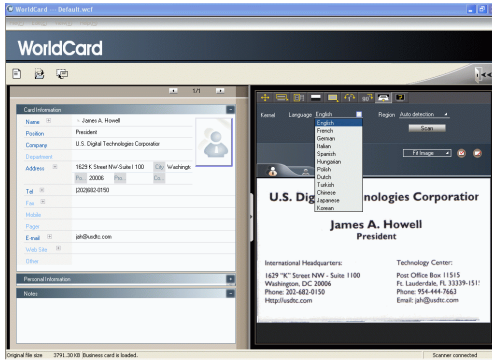 WorldCard -- Default.wcf
WorldCard
1/1
Card Information
Name
James A. Howell
Position
President
Company
U.S. Digital Technologies Corporation
Department
Address
1629 K Street NW-Suite 1100
City
Washingt
Po...
20006
Pro...
Co...
Tel
(202)682-0150
Fax
Mobile
Pager
E-mail
jah@usdtc.com
Web Site
Other
Personal Information
Notes
Kernel
Language
English
Region
Auto detection
English
French
German
Italian
Spanish
Hungarian
Polish
Dutch
Turkish
Chinese
Japanese
Korean
Scan
Fit Image
U.S. Dig
nologies Corporation
James A. Howell
President
International Headquarters:
1629 "K" Street NW - Suite 1100
Washington, DC 20006
Phone: 202-682-0150
Http://usdtc.com
Technology Center:
Post Office Box 11515
Ft. Lauderdale, FL 33339-151
Phone: 954-444-7663
Email: jah@usdtc.com
Original file size
3791.30 KB
Business card is loaded.
Scanner connected